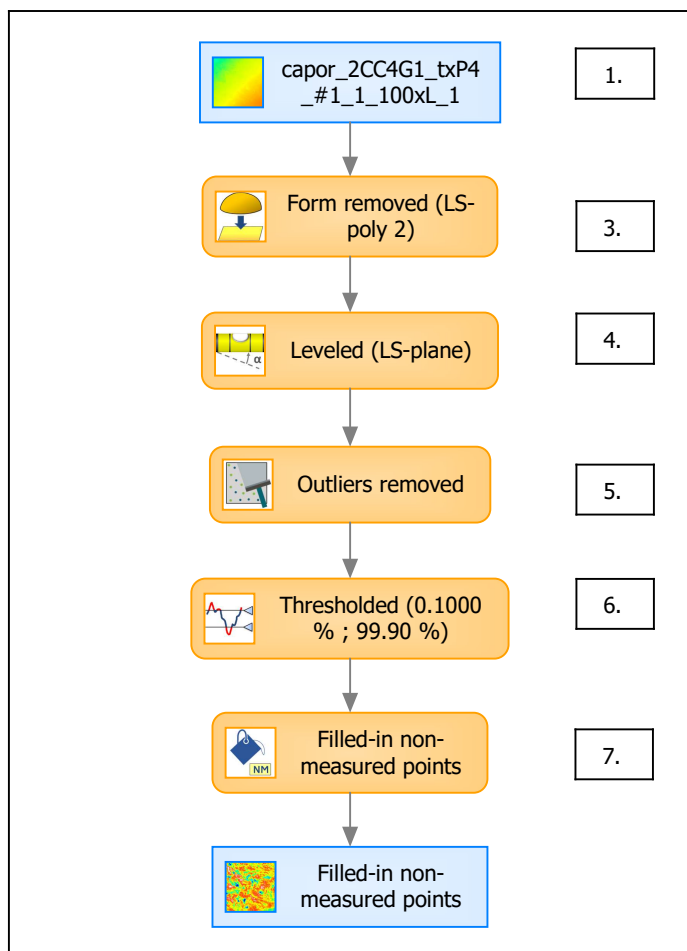 capor_2CC4G1_txP4
_#1_1_100xL_1
1.
Form removed (LS-
poly 2)
3.
α
Leveled (LS-plane)
4.
Outliers removed
5.
Thresholded (0.1000
% ; 99.90 %)
6.
Filled-in non-
measured points
NM
7.
Filled-in non-
measured points